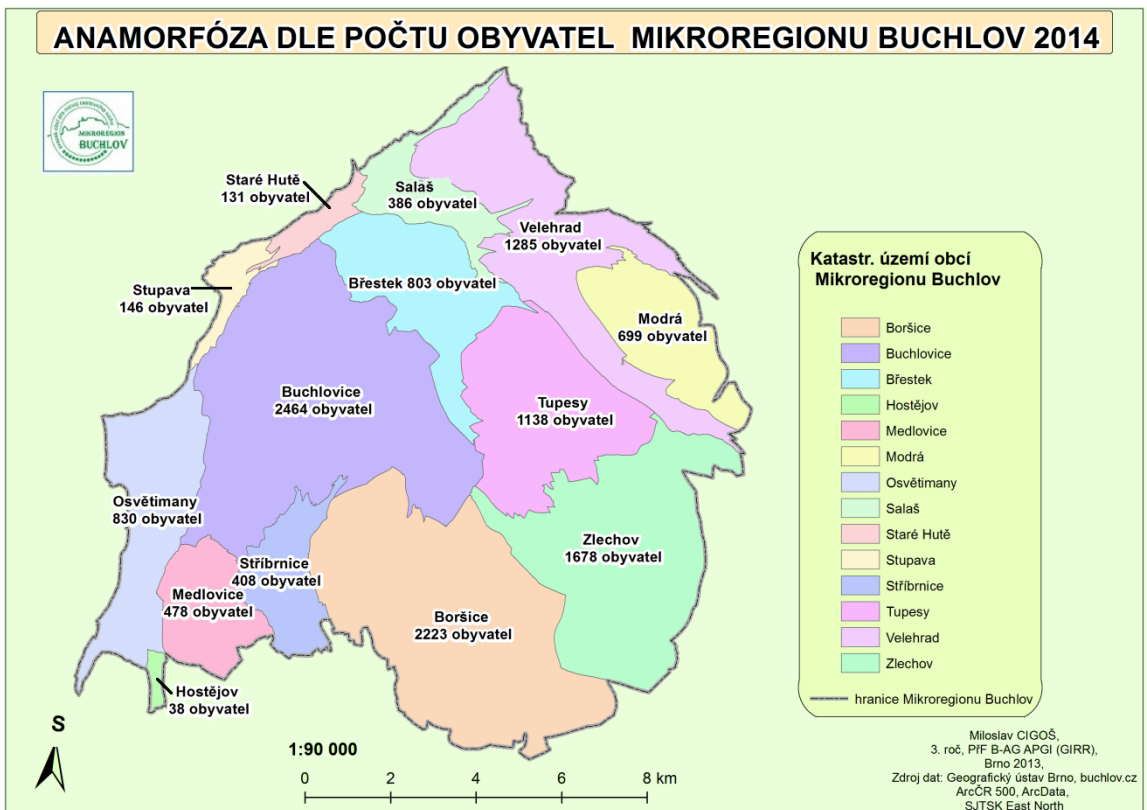 ANAMORFÓZA DLE POČTU OBYVATEL MIKROREGIONU BUCHLOV 2014
MIKROREGION
BUCHLOV
Staré Hutě
131 obyvatel
Salaš
386 obyvatel
Velehrad
1285 obyvatel
Stupava
146 obyvatel
Břestek 803 obyvatel
Modrá
699 obyvatel
Buchlovice
2464 obyvatel
Tupesy
1138 obyvatel
Osvětimany
830 obyvatel
Zlechov
1678 obyvatel
Stříbrnice
408 obyvatel
Medlovice
478 obyvatel
Boršice
2223 obyvatel
Hostějov
38 obyvatel
Katastr. území obcí
Mikroregionu Buchlov
Boršice
Buchlovice
Břestek
Hostějov
Medlovice
Modrá
Osvětimany
Salaš
Staré Hutě
Stupava
Stříbrnice
Tupesy
Velehrad
Zlechov
hranice Mikroregionu Buchlov
S
1:90 000
0 2 4 6 8 km
Miloslav CIGOŠ,
3. roč, PřF B-AG APGI (GIRR),
Brno 2013,
Zdroj dat: Geografický ústav Brno, buchlov.cz
ArcČR 500, ArcData,
SJTSK East North